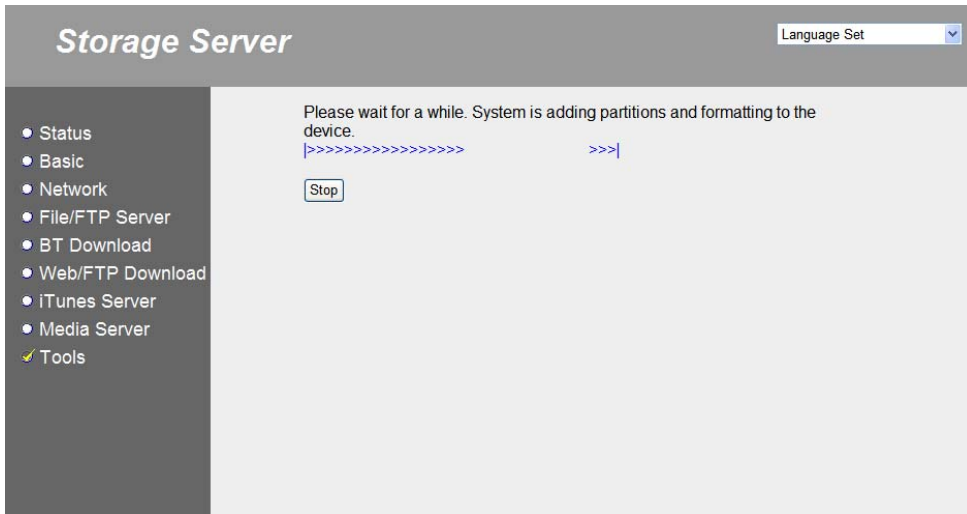 Storage Server
Language Set
Status
Basic
Network
File/FTP Server
BT Download
Web/FTP Download
iTunes Server
Media Server
Tools
Please wait for a while. System is adding partitions and formatting to the
device.
|>>>>>>>>>>>>>>>>> >>>|
Stop